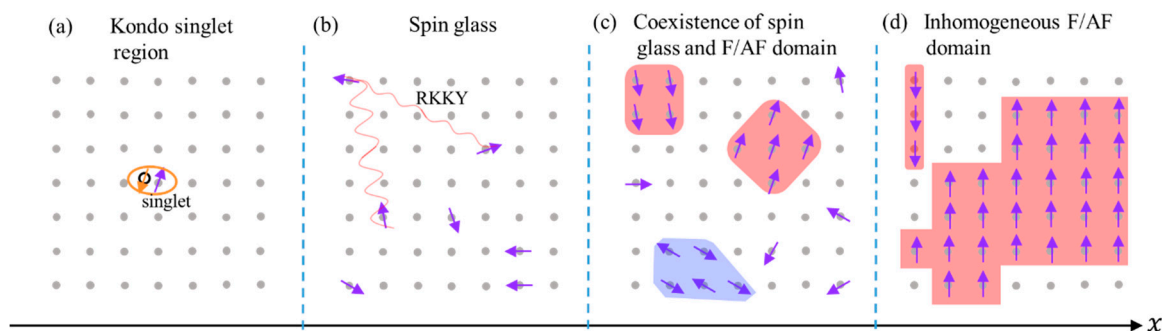 (a) Kondo singlet
region
singlet
(b) Spin glass
RKKY
(c) Coexistence of spin
glass and F/AF domain
(d) Inhomogeneous F/AF
domain
x